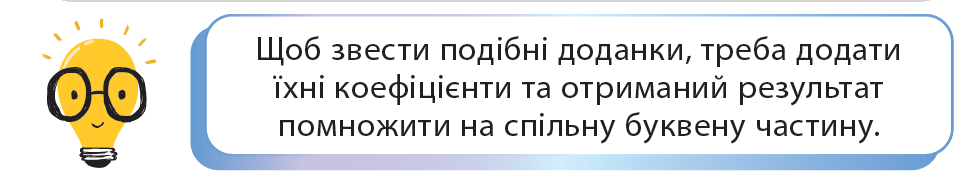 Щоб звести подібні доданки, треба додати
їхні коефіцієнти та отриманий результат
помножити на спільну буквену частину.